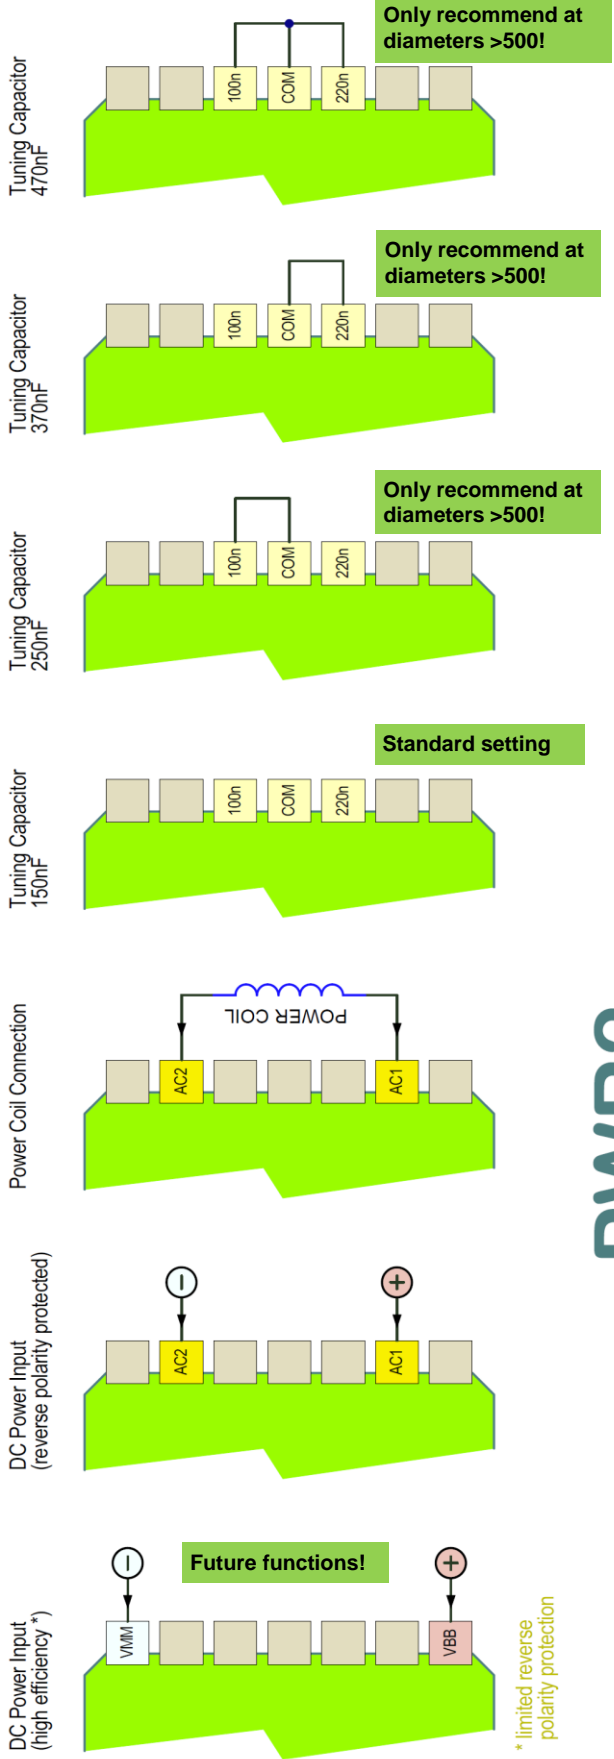 Only recommend at
diameters >500!
Tuning Capacitor
470nF
100n
COM
220n
Only recommend at
diameters >500!
Tuning Capacitor
370nF
100n
COM
220n
Only recommend at
diameters >500!
Tuning Capacitor
250nF
100n
COM
220n
Standard setting
Tuning Capacitor
150nF
100n
COM
220n
Power Coil Connection
POWER COIL
AC2
AC1
DC Power Input
(reverse polarity protected)
−
+
AC2
AC1
DC Power Input
(high efficiency *)
−
Future functions!
+
VMM
VBB
* limited reverse
polarity protection